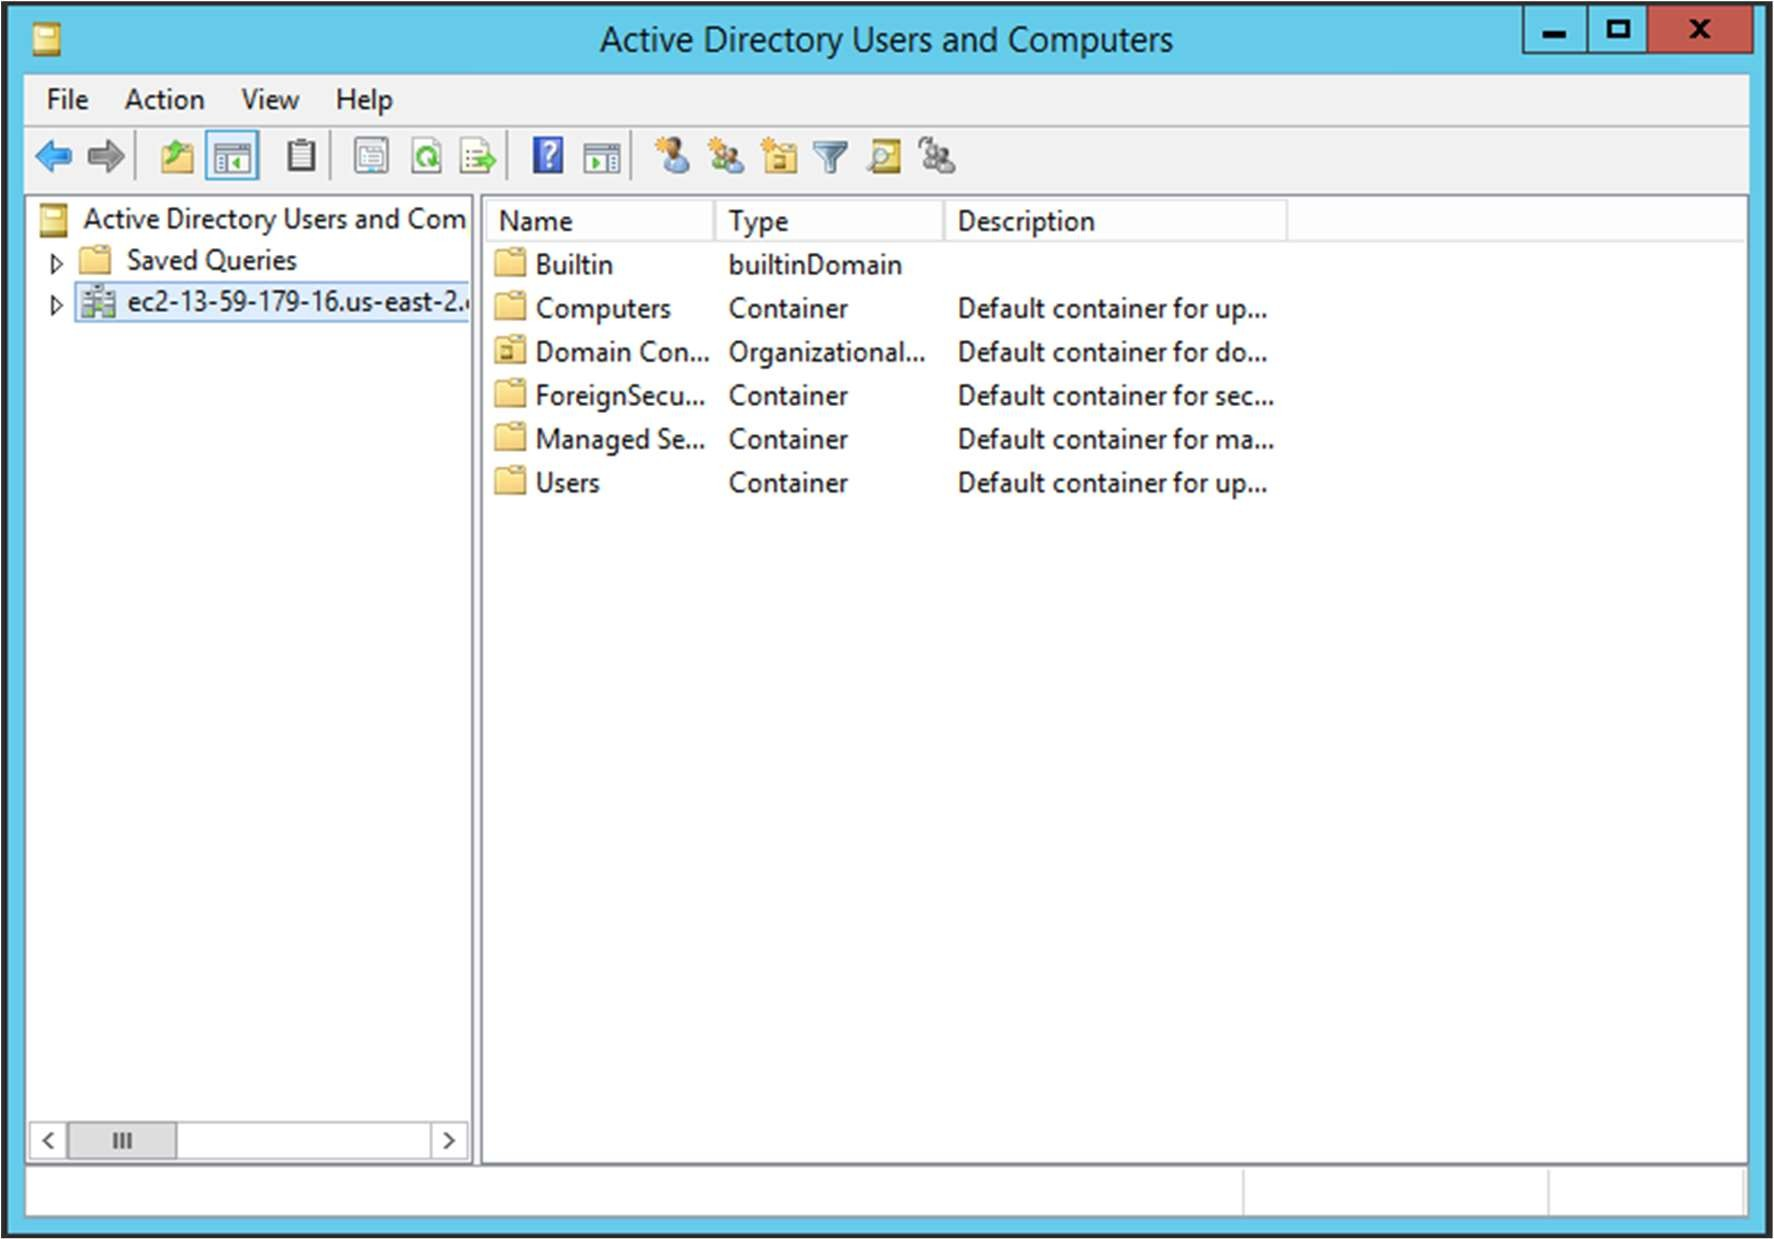 Active Directory Users and Computers
File Action View Help
Active Directory Users and Com
Saved Queries
ec2-13-59-179-16.us-east-2.
Name Type Description
Builtin builtinDomain
Computers Container Default container for up...
Domain Con... Organizational... Default container for do...
ForeignSecu... Container Default container for sec...
Managed Se... Container Default container for ma...
Users Container Default container for up...